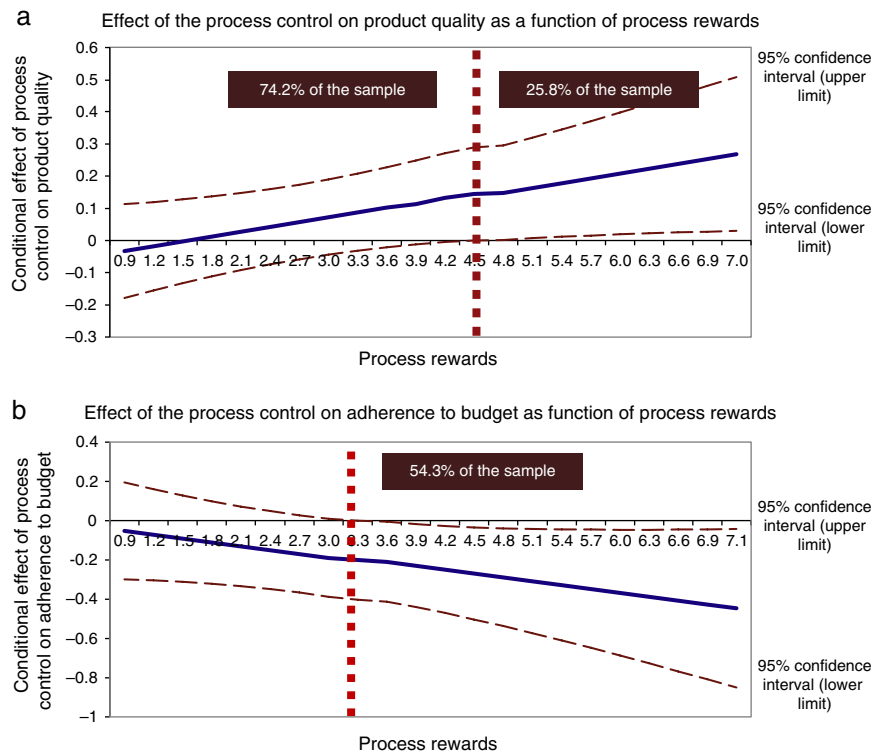 a
Effect of the process control on product quality as a function of process rewards
Conditional effect of process
control on product quality
0.6
0.5
0.4
0.3
0.2
0.1
0
–0.1
–0.2
–0.3
74.2% of the sample
25.8% of the sample
95% confidence
interval (upper
limit)
95% confidence
interval (lower
limit)
0.9 1.2 1.5 1.8 2.1 2.4 2.7 3.0 3.3 3.6 3.9 4.2 4.5 4.8 5.1 5.4 5.7 6.0 6.3 6.6 6.9 7.0
Process rewards
b
Effect of the process control on adherence to budget as function of process rewards
Conditional effect of process
control on adherence to budget
0.4
0.2
0
–0.2
–0.4
–0.6
–0.8
–1
54.3% of the sample
95% confidence
interval (upper
limit)
0.9 1.2 1.5 1.8 2.1 2.4 2.7 3.0 3.3 3.6 3.9 4.2 4.5 4.8 5.1 5.4 5.7 6.0 6.3 6.6 6.9 7.1
95% confidence
interval (lower
limit)
Process rewards